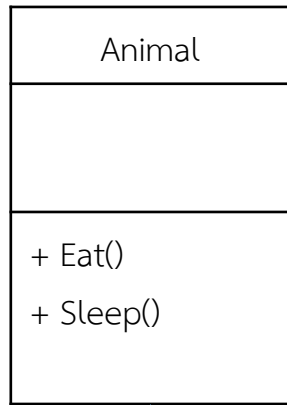 Animal
+ Eat()
+ Sleep()